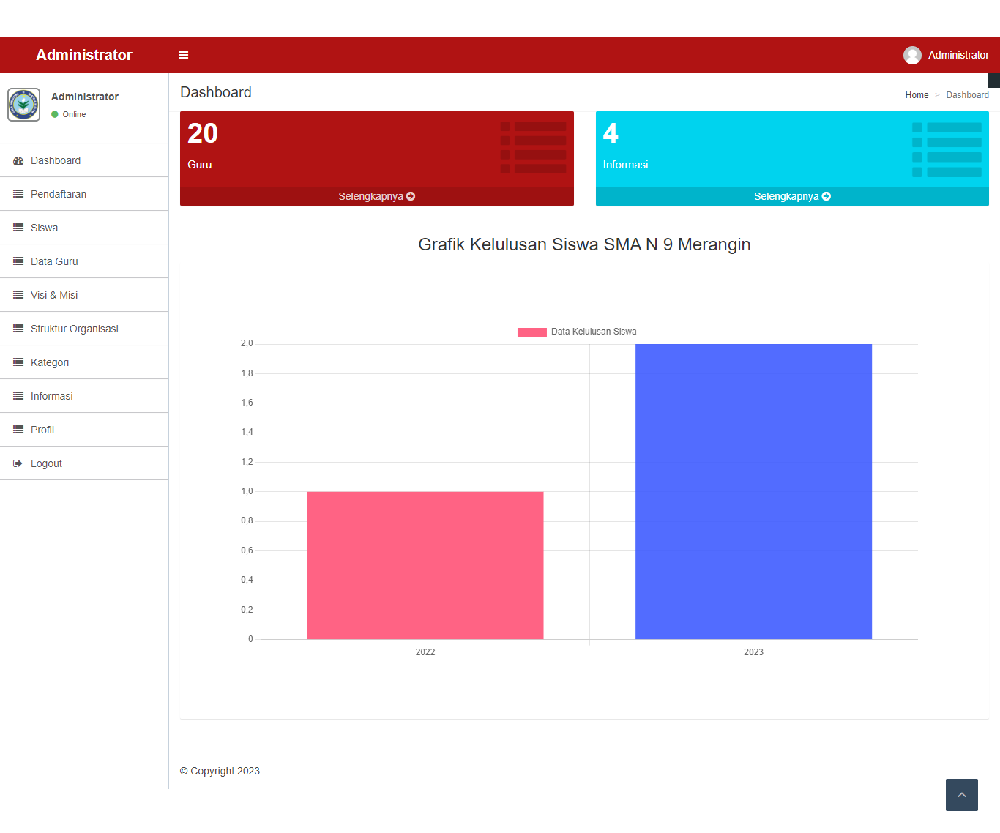 Administrator
Administrator
Administrator
Online
Dashboard
Pendaftaran
Siswa
Data Guru
Visi & Misi
Struktur Organisasi
Kategori
Informasi
Profil
Logout
Dashboard
Home > Dashboard
20
Guru
Selengkapnya
4
Informasi
Selengkapnya
Grafik Kelulusan Siswa SMA N 9 Merangin
Data Kelulusan Siswa
2,0
1,8
1,6
1,4
1,2
1,0
0,8
0,6
0,4
0,2
0
2022
2023
© Copyright 2023